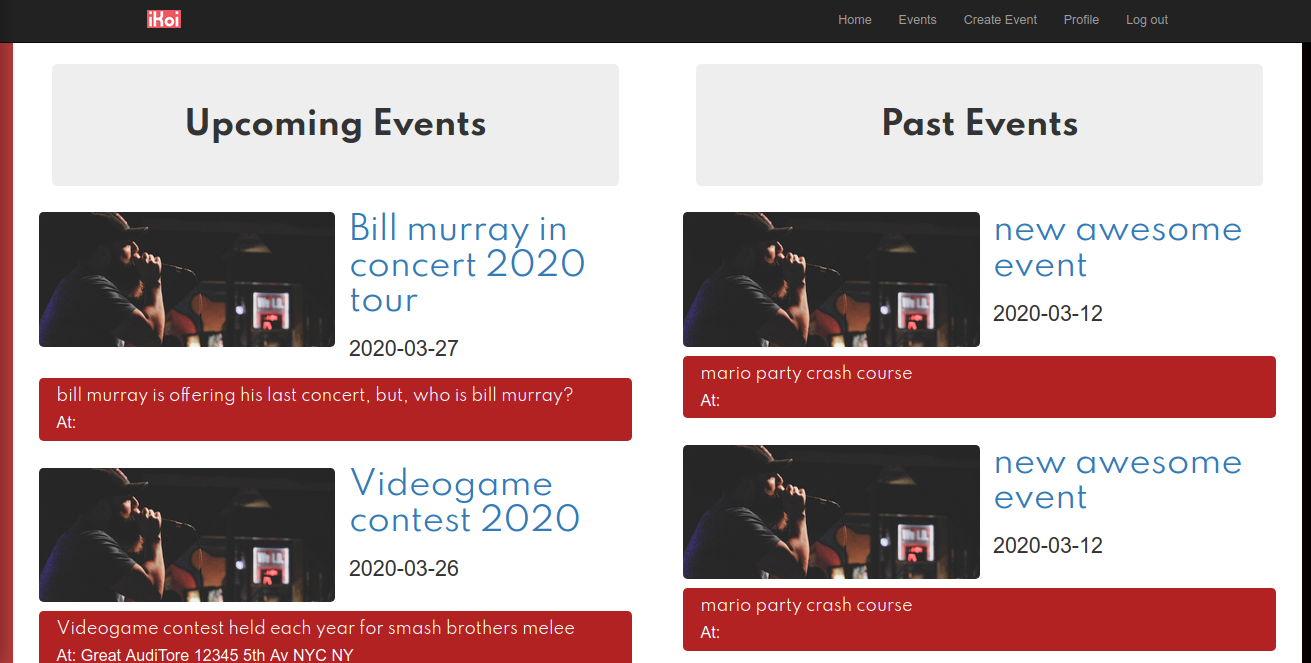 iKoi
Home Events Create Event Profile Log out
Upcoming Events
Bill murray in
concert 2020
tour
2020-03-27
bill murray is offering his last concert, but, who is bill murray?
At:
Videogame
contest 2020
2020-03-26
Videogame contest held each year for smash brothers melee
At: Great AudiTore 12345 5th Av NYC NY
Past Events
new awesome
event
2020-03-12
mario party crash course
At:
new awesome
event
2020-03-12
mario party crash course
At: